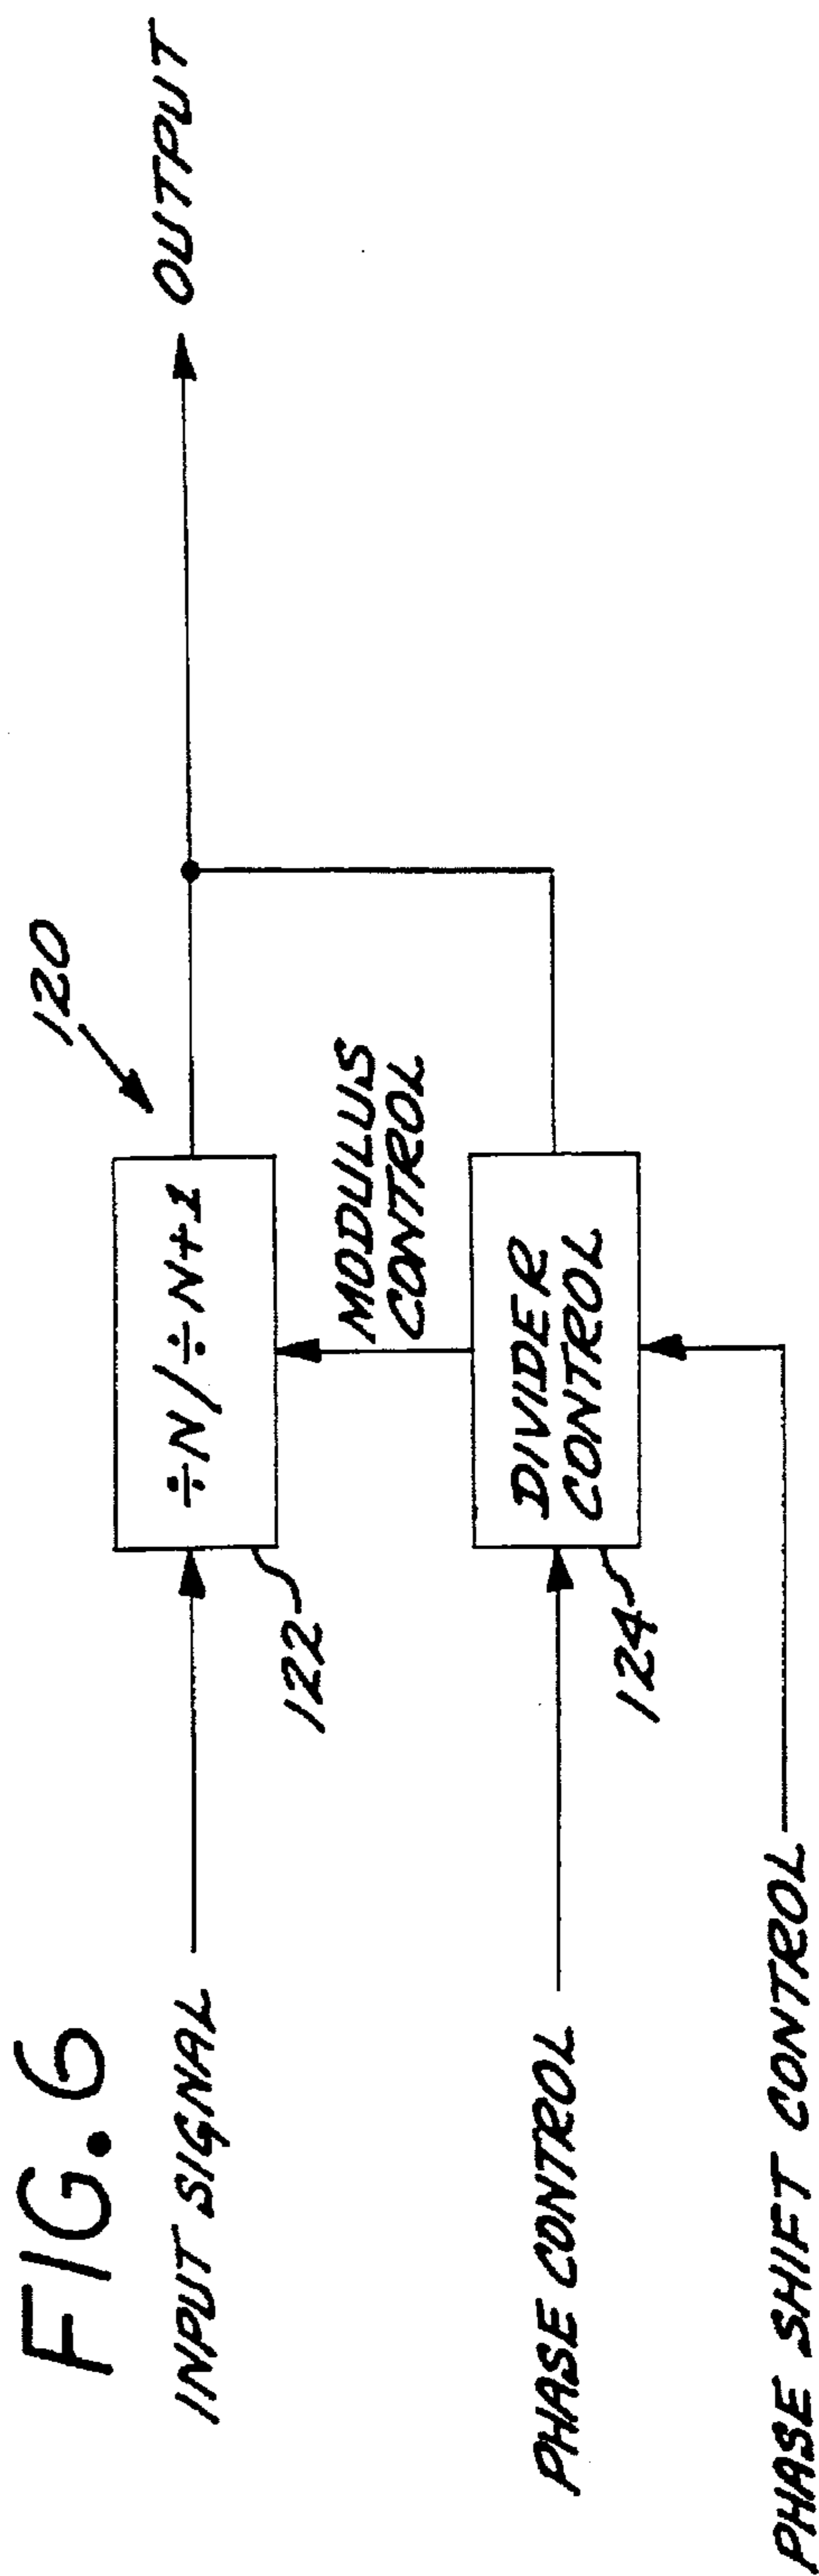 FIG.6
120
INPUT SIGNAL
÷N/÷N+1
OUTPUT
122
MODULUS
CONTROL
PHASE CONTROL
DIVIDER
CONTROL
124
PHASE SHIFT CONTROL